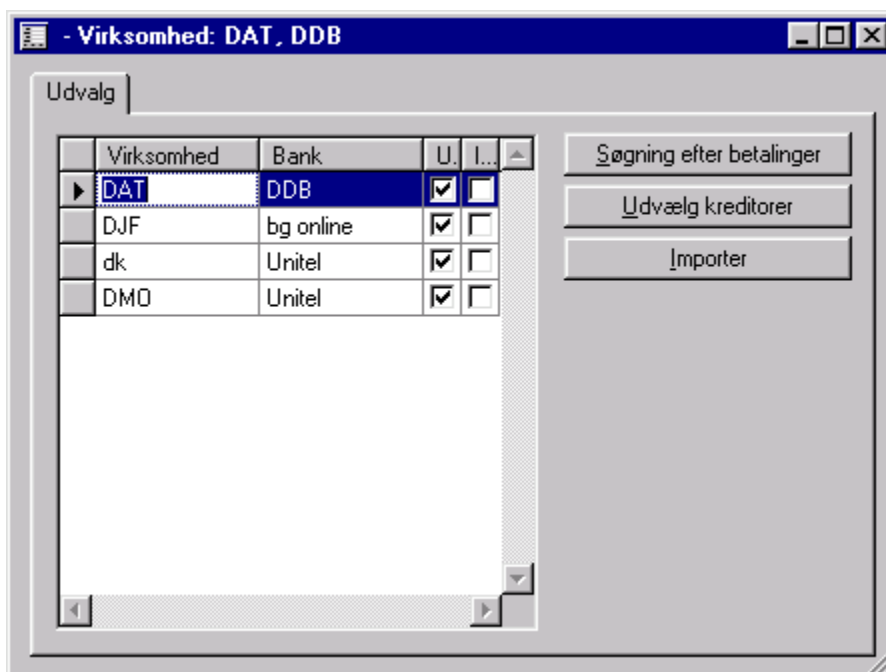 - Virksomhed: DAT, DDB
Udvalg
Virksomhed Bank U. I...
DAT DDB
DJF bg online
dk Unitel
DMO Unitel
Søgning efter betalinger
Udvælg kreditorer
Importer